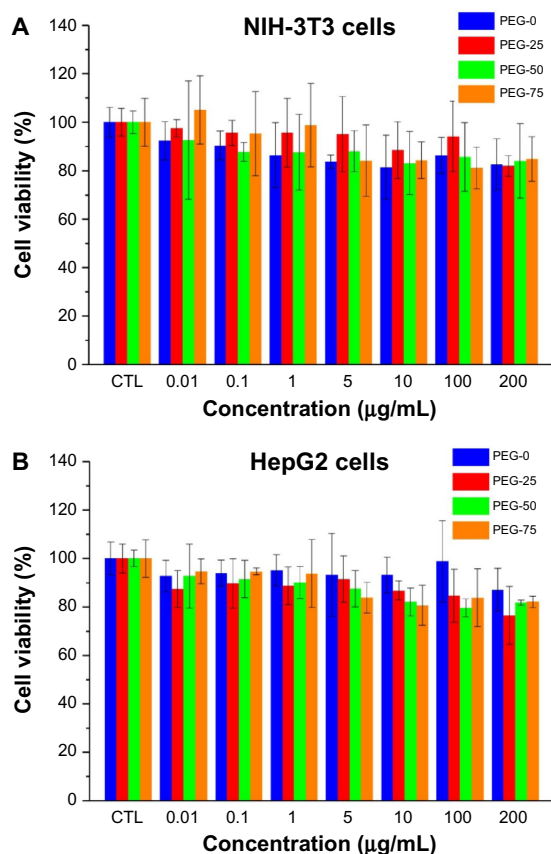 A
NIH-3T3 cells
140
120
100
80
60
40
20
0
Cell viability (%)
PEG-0
PEG-25
PEG-50
PEG-75
CTL 0.01 0.1 1 5 10 100 200
Concentration (μg/mL)
B
HepG2 cells
140
120
100
80
60
40
20
0
Cell viability (%)
PEG-0
PEG-25
PEG-50
PEG-75
CTL 0.01 0.1 1 5 10 100 200
Concentration (μg/mL)